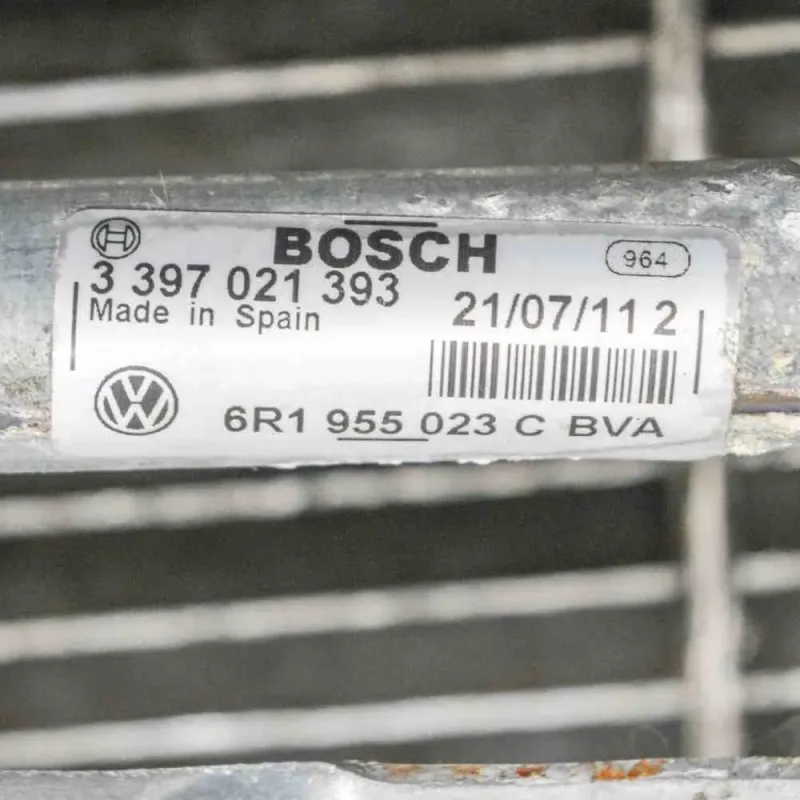 BOSCH
964
3 397 021 393
Made in Spain
21/07/11 2
6R1 955 023 C BVA